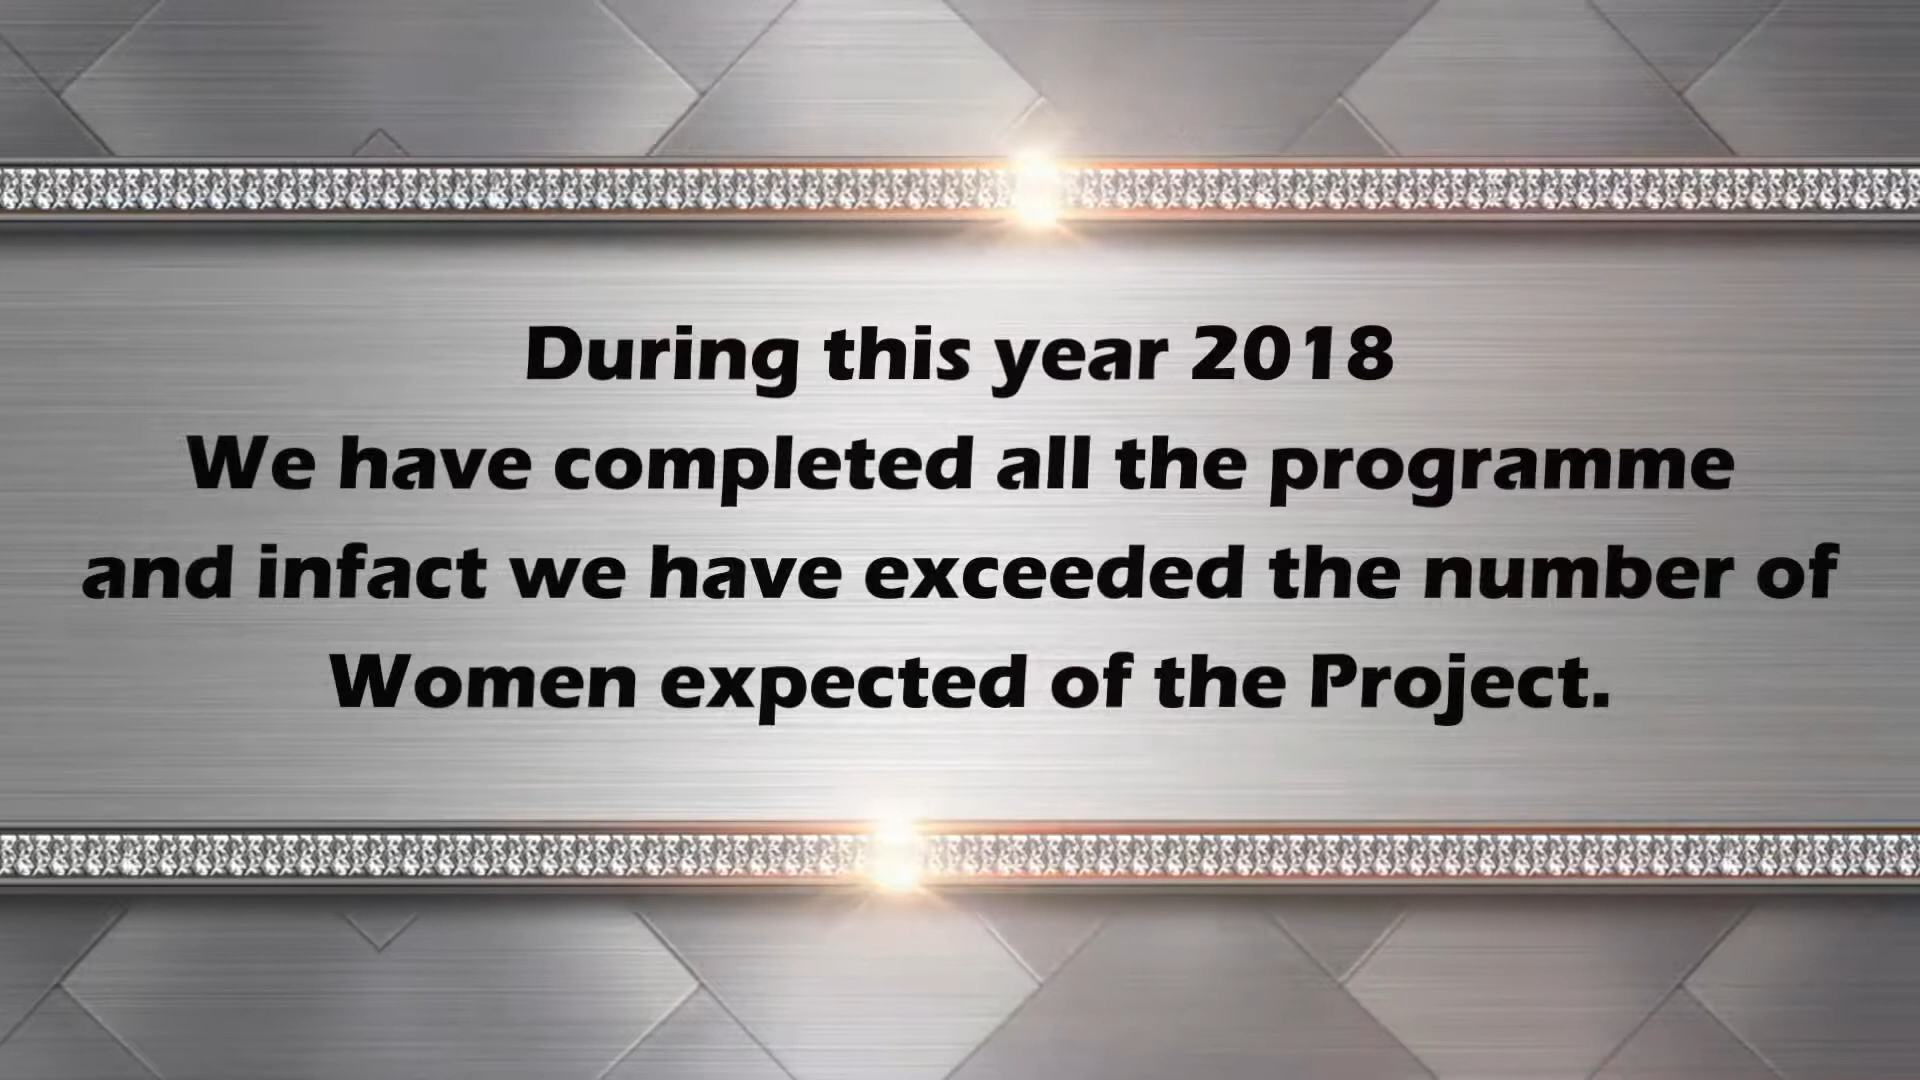 During this year 2018
We have completed all the programme
and infact we have exceeded the number of
Women expected of the Project.